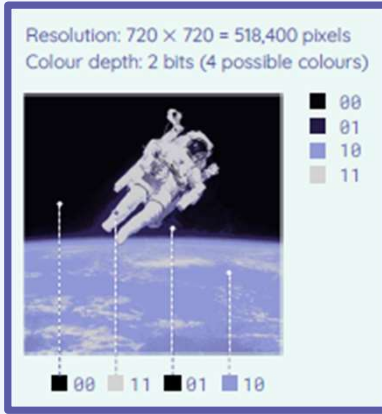 Resolution: 720 × 720 = 518,400 pixels
Colour depth: 2 bits (4 possible colours)
00
01
10
11
00 11 01 10